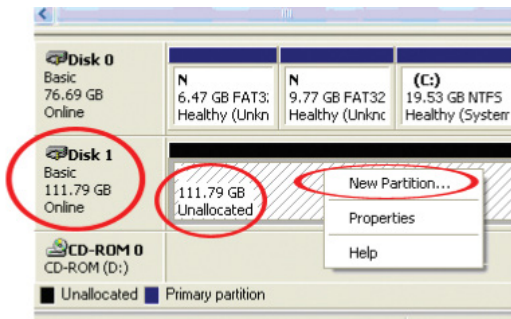 Disk 0
Basic
76.69 GB
Online
N
6.47 GB FAT3:
Healthy (Unkn
N
9.77 GB FAT32
Healthy (Unknc
(C:)
19.53 GB NTFS
Healthy (System
Disk 1
Basic
111.79 GB
Online
111.79 GB
Unallocated
New Partition...
Properties
Help
CD-ROM 0
CD-ROM (D:)
Unallocated
Primary partition